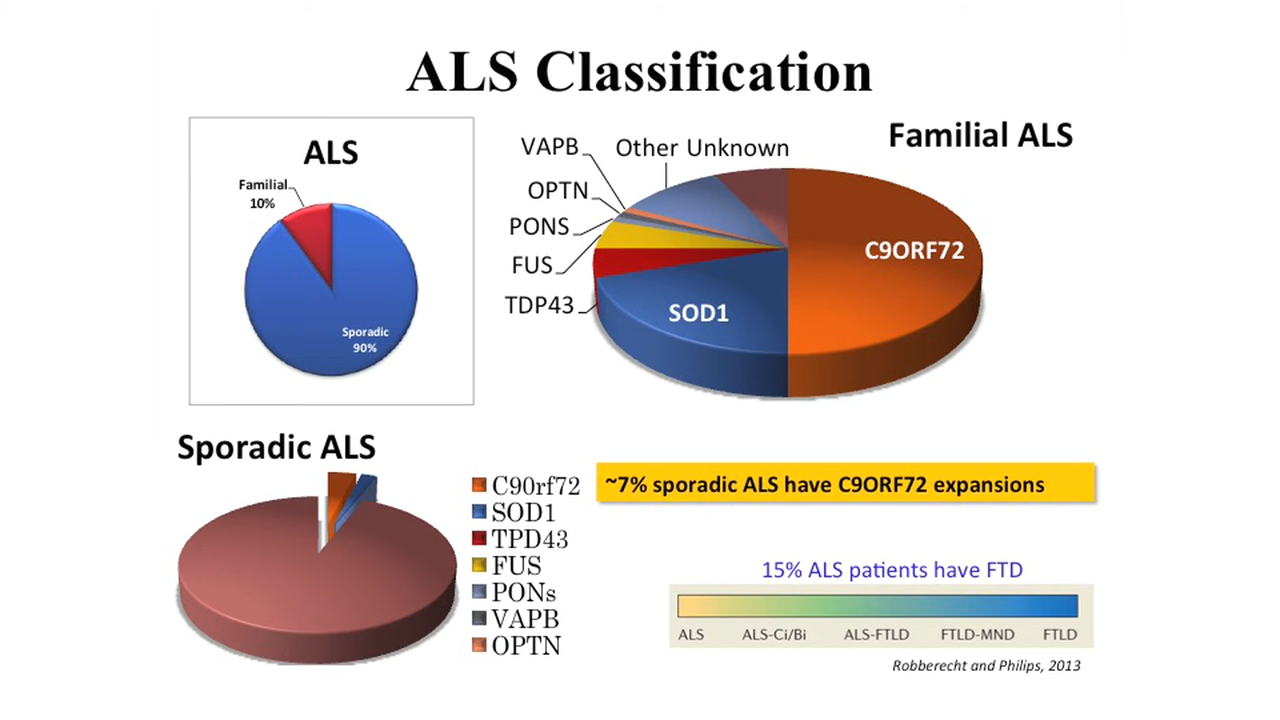 ALS Classification
ALS
Familial
10%
Sporadic
90%
Familial ALS
VAPB
Other Unknown
OPTN
PONS
FUS
TDP43
C9ORF72
SOD1
Sporadic ALS
C90rf72
SOD1
TPD43
FUS
PONs
VAPB
OPTN
~7% sporadic ALS have C9ORF72 expansions
15% ALS patients have FTD
ALS ALS-Ci/Bi ALS-FTLD FTLD-MND FTLD
Robberecht and Philips, 2013